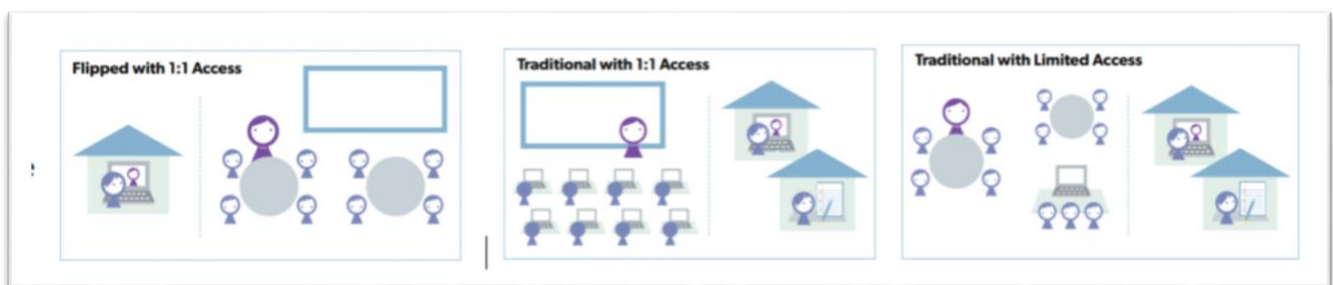 Flipped with 1:1 Access
Traditional with 1:1 Access
Traditional with Limited Access